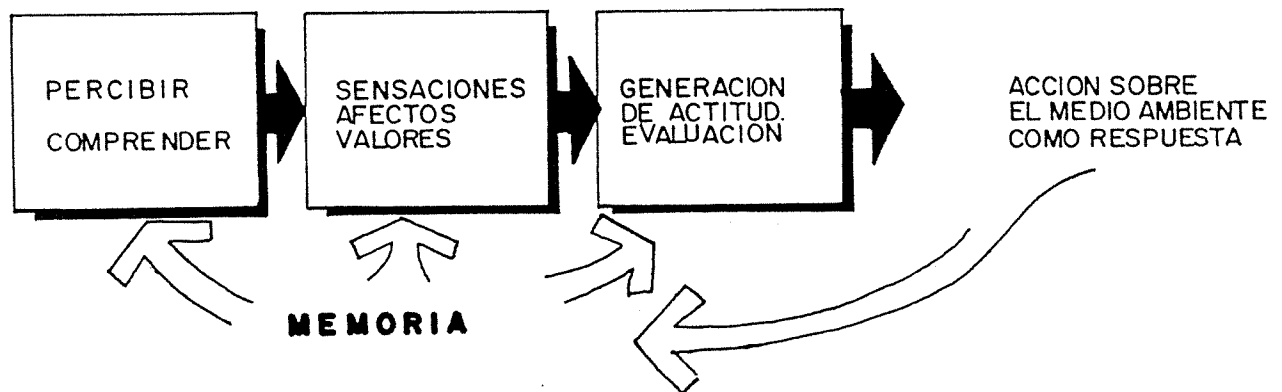 PERCIBIR
COMPRENDER
SENSACIONES
AFECTOS
VALORES
GENERACION
DE ACTITUD.
EVALUACION
ACCION SOBRE
EL MEDIO AMBIENTE
COMO RESPUESTA
MEMORIA